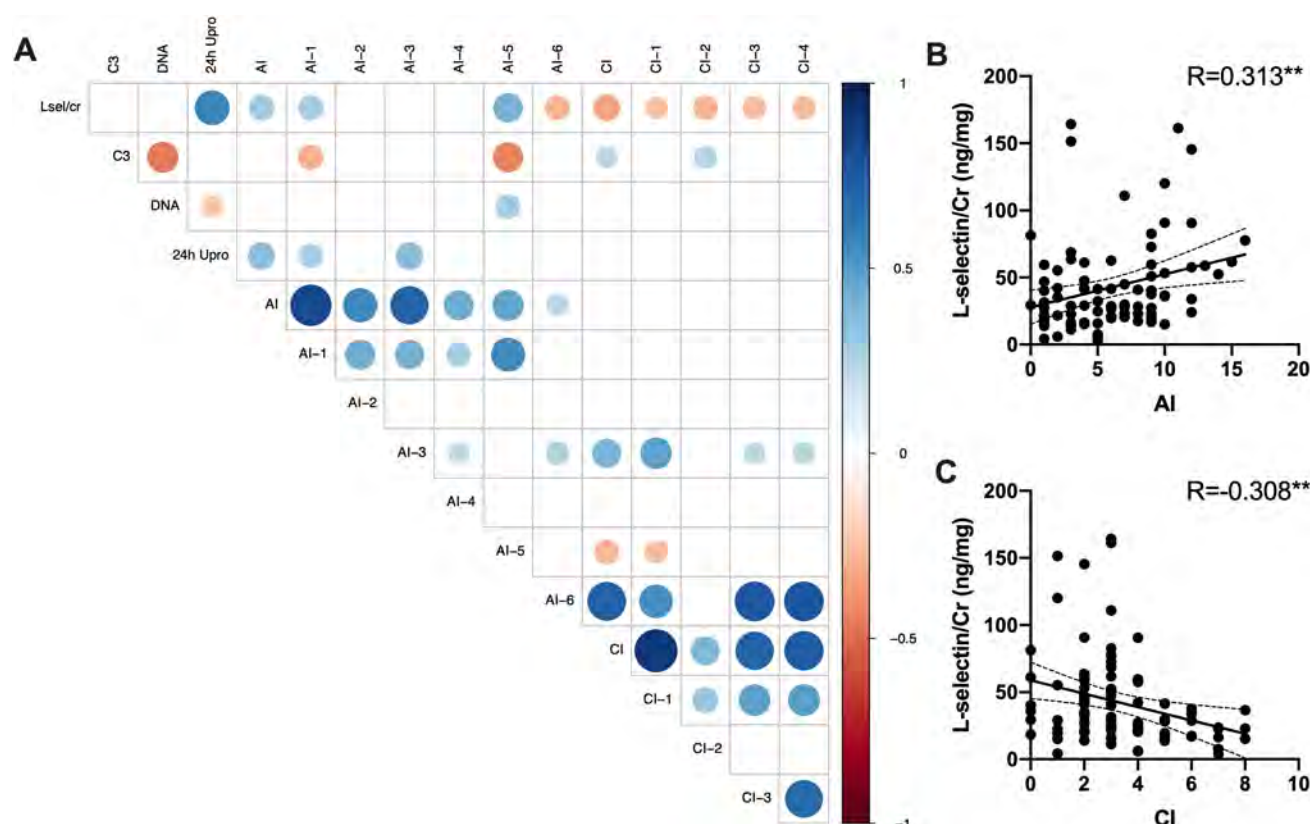 A
C3 DNA 24h Upro AI AI-1 AI-2 AI-3 AI-4 AI-5 AI-6 CI CI-1 CI-2 CI-3 CI-4
Lsel/cr
C3
DNA
24h Upro
AI
AI-1
AI-2
AI-3
AI-4
AI-5
AI-6
CI
CI-1
CI-2
CI-3
1
0.5
0
-0.5
-1
B
R=0.313**
L-selectin/Cr (ng/mg)
200
150
100
50
0
0 5 10 15 20
AI
C
R=-0.308**
L-selectin/Cr (ng/mg)
200
150
100
50
0
0 2 4 6 8 10
CI